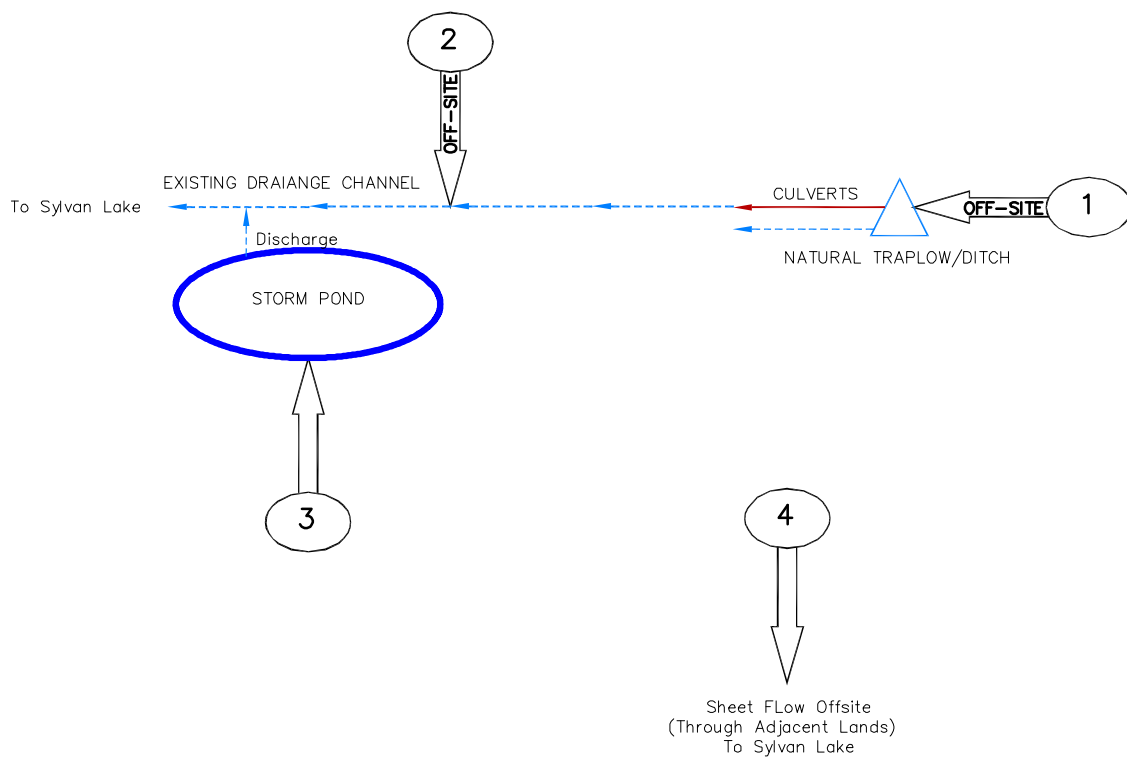 2
OFF-SITE
EXISTING DRAIANGE CHANNEL
To Sylvan Lake
CULVERTS
OFF-SITE
1
Discharge
NATURAL TRAPLOW/DITCH
STORM POND
3
4
Sheet FLow Offsite
(Through Adjacent Lands)
To Sylvan Lake